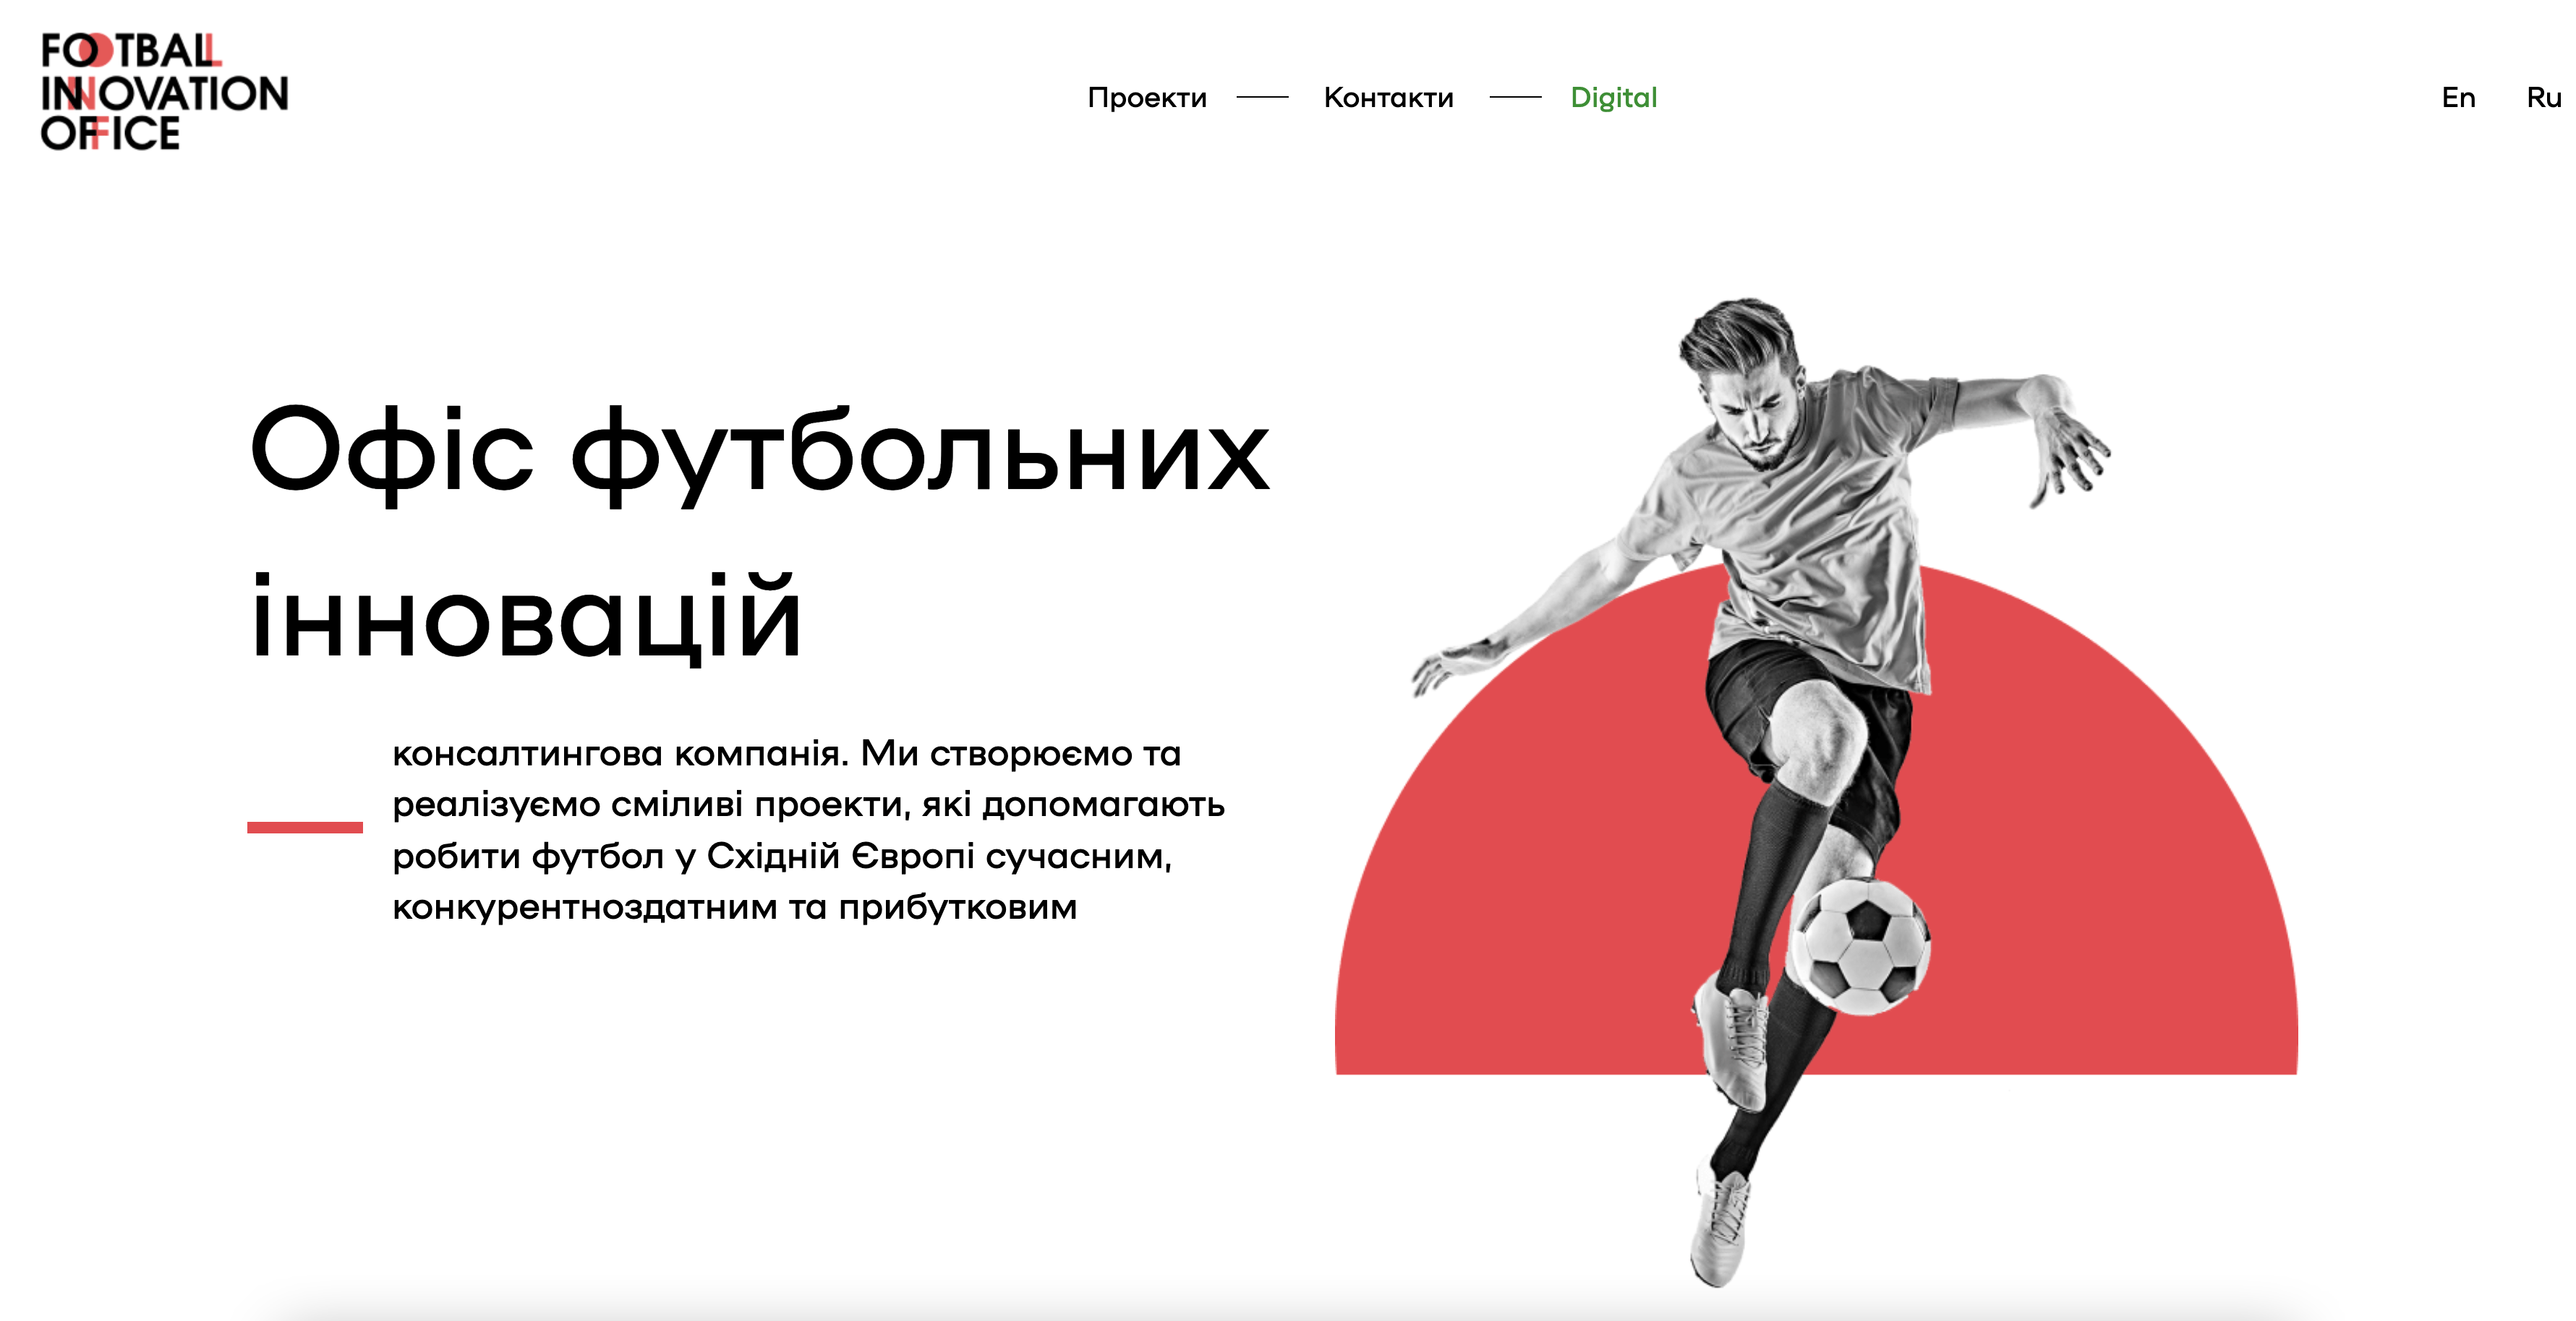 FOOTBALL
INNOVATION
OFFICE
Проекти — Контакти — Digital
En Ru
Офіс футбольних
інновацій
консалтингова компанія. Ми створюємо та
реалізуємо сміливі проекти, які допомагають
робити футбол у Східній Європі сучасним,
конкурентноздатним та прибутковим